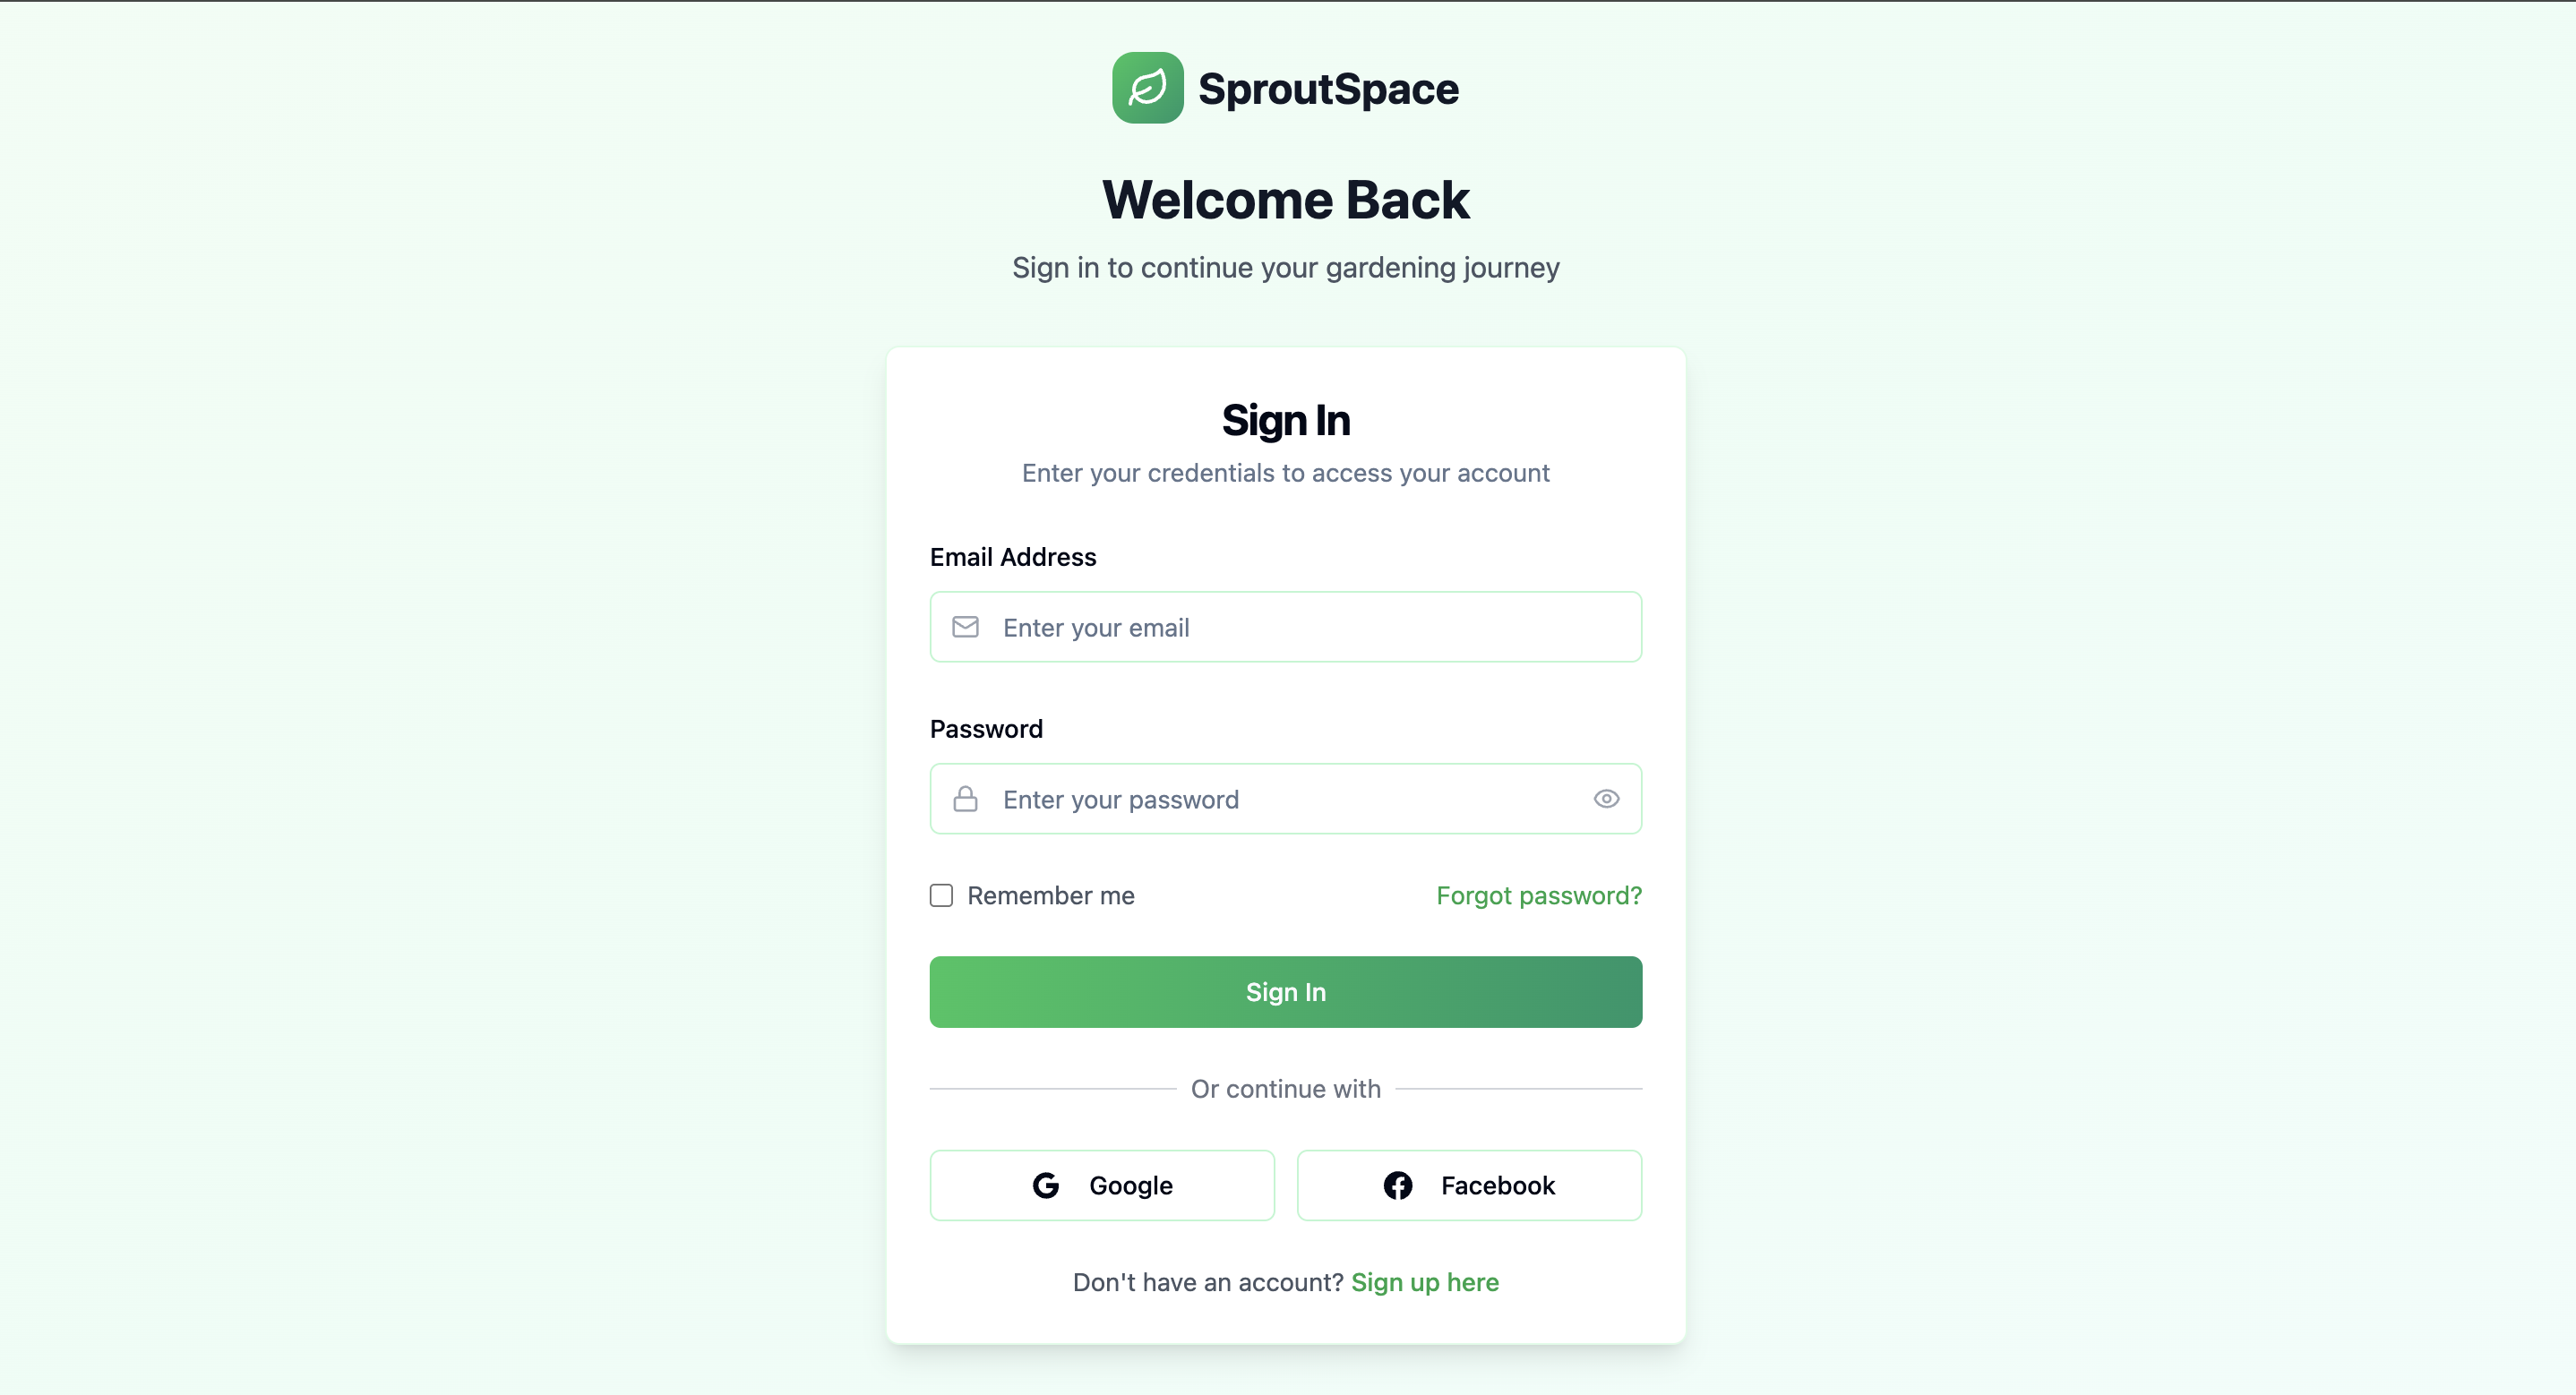 SproutSpace
Welcome Back
Sign in to continue your gardening journey
Sign In
Enter your credentials to access your account
Email Address
Enter your email
Password
Enter your password
Remember me
Forgot password?
Sign In
Or continue with
Google
Facebook
Don't have an account? Sign up here